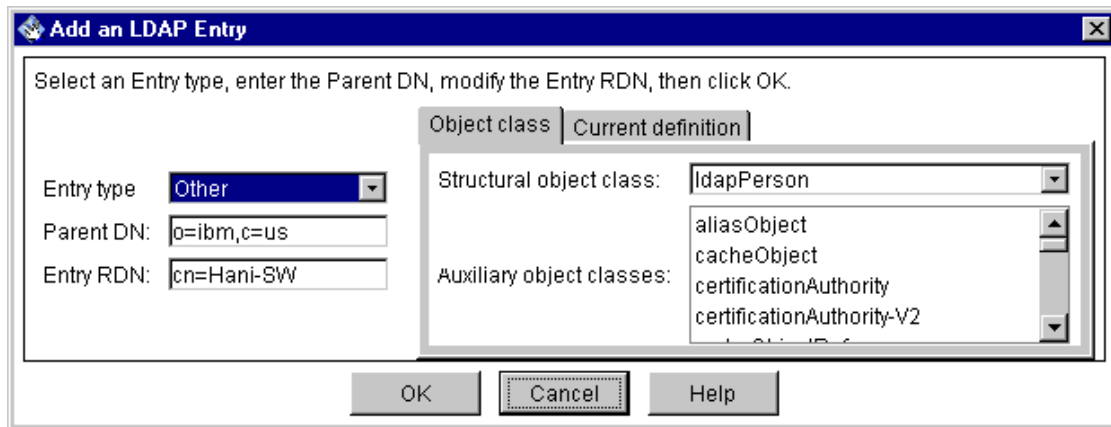 Add an LDAP Entry
Select an Entry type, enter the Parent DN, modify the Entry RDN, then click OK.
Object class Current definition
Entry type Other
Parent DN: o=ibm,c=us
Entry RDN: cn=Hani-SW
Structural object class: ldapPerson
Auxiliary object classes:
aliasObject
cacheObject
certificationAuthority
certificationAuthority-V2
OK Cancel Help